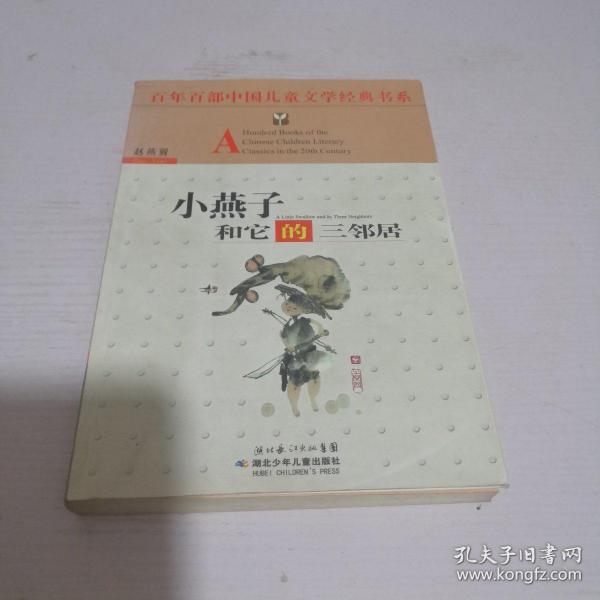 百年百部中国儿童文学经典书系
A Hundred Books of the
Chinese Children Literary
Classics in the 20th Century
赵燕翼
小燕子
A Little Swallow and Its Three Neighbors
和它的三邻居
湖北长江出版集团
湖北少年儿童出版社
HUBEI CHILDREN'S PRESS
孔夫子旧书网
www.kongfz.com